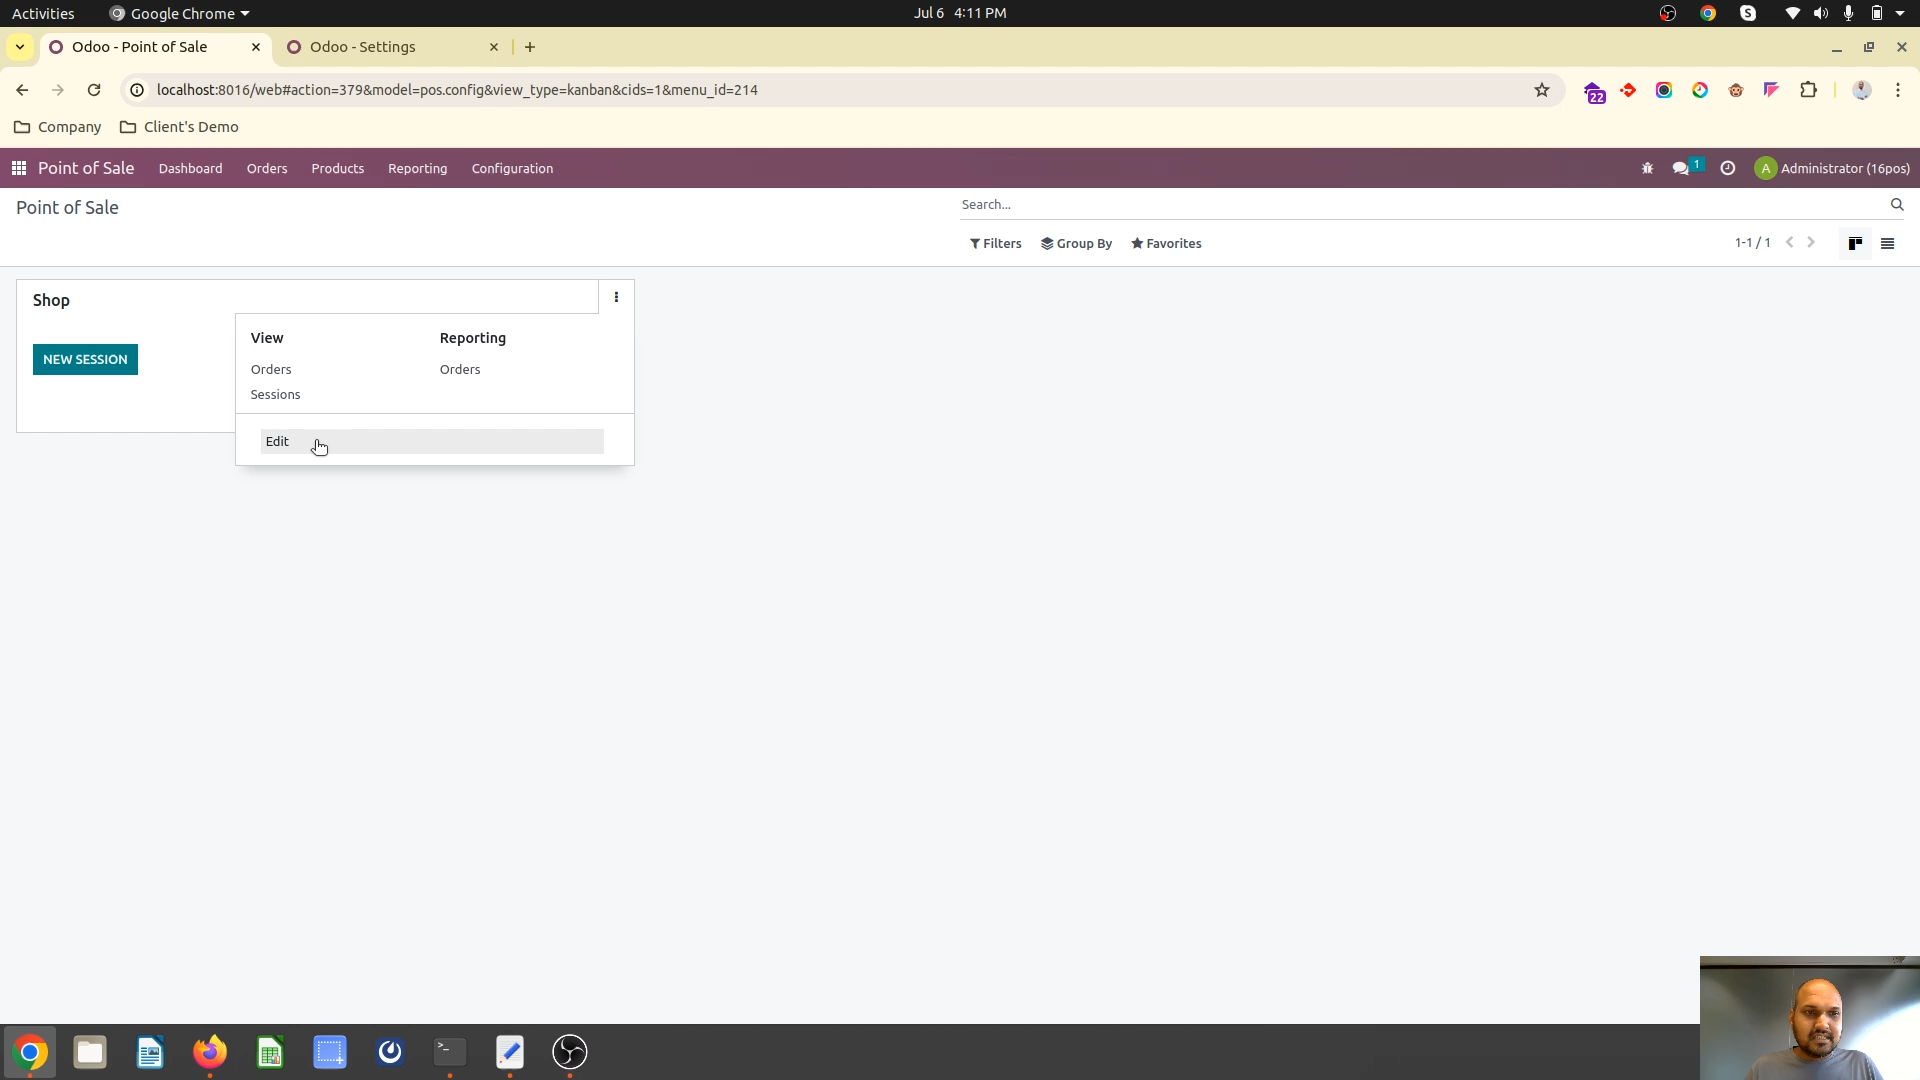 Activities Google Chrome Jul 6 4:11 PM
Odoo - Point of Sale Odoo - Settings
localhost:8016/web#action=379&model=pos.config&view_type=kanban&cids=1&menu_id=214 22
Company Client's Demo
Point of Sale Dashboard Orders Products Reporting Configuration 1 A Administrator (16pos)
Point of Sale Search...
Filters Group By Favorites 1-1 / 1
Shop
View Reporting
NEW SESSION
Orders Orders
Sessions
Edit